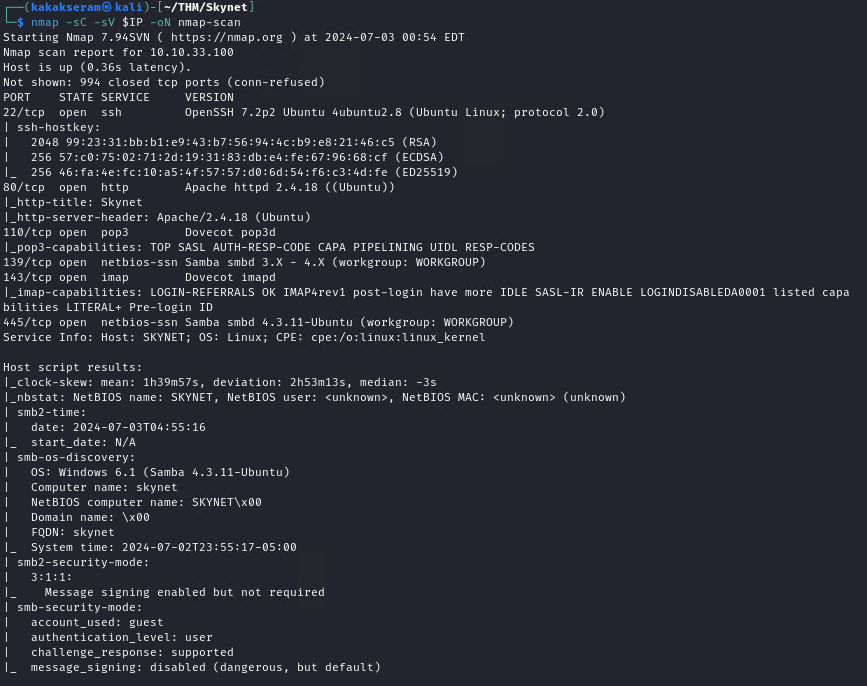 ┌──(kakakseram㉿kali)-[~/THM/Skynet]
└─$ nmap -sC -sV $IP -oN nmap-scan
Starting Nmap 7.94SVN ( https://nmap.org ) at 2024-07-03 00:54 EDT
Nmap scan report for 10.10.33.100
Host is up (0.36s latency).
Not shown: 994 closed tcp ports (conn-refused)
PORT    STATE SERVICE     VERSION
22/tcp  open  ssh         OpenSSH 7.2p2 Ubuntu 4ubuntu2.8 (Ubuntu Linux; protocol 2.0)
| ssh-hostkey:
|   2048 99:23:31:bb:b1:e9:43:b7:56:94:4c:b9:e8:21:46:c5 (RSA)
|   256 57:c0:75:02:71:2d:19:31:83:db:e4:fe:67:96:68:cf (ECDSA)
|_  256 46:fa:4e:fc:10:a5:4f:57:57:d0:6d:54:f6:c3:4d:fe (ED25519)
80/tcp  open  http        Apache httpd 2.4.18 ((Ubuntu))
|_http-title: Skynet
|_http-server-header: Apache/2.4.18 (Ubuntu)
110/tcp open  pop3        Dovecot pop3d
|_pop3-capabilities: TOP SASL AUTH-RESP-CODE CAPA PIPELINING UIDL RESP-CODES
139/tcp open  netbios-ssn Samba smbd 3.X - 4.X (workgroup: WORKGROUP)
143/tcp open  imap        Dovecot imapd
|_imap-capabilities: LOGIN-REFERRALS OK IMAP4rev1 post-login have more IDLE SASL-IR ENABLE LOGINDISABLEDA0001 listed capa
bilities LITERAL+ Pre-login ID
445/tcp open  netbios-ssn Samba smbd 4.3.11-Ubuntu (workgroup: WORKGROUP)
Service Info: Host: SKYNET; OS: Linux; CPE: cpe:/o:linux:linux_kernel

Host script results:
|_clock-skew: mean: 1h39m57s, deviation: 2h53m13s, median: -3s
|_nbstat: NetBIOS name: SKYNET, NetBIOS user: <unknown>, NetBIOS MAC: <unknown> (unknown)
| smb2-time:
|   date: 2024-07-03T04:55:16
|_  start_date: N/A
| smb-os-discovery:
|   OS: Windows 6.1 (Samba 4.3.11-Ubuntu)
|   Computer name: skynet
|   NetBIOS computer name: SKYNET\x00
|   Domain name: \x00
|   FQDN: skynet
|_  System time: 2024-07-02T23:55:17-05:00
| smb2-security-mode:
|   3:1:1:
|_    Message signing enabled but not required
| smb-security-mode:
|   account_used: guest
|   authentication_level: user
|   challenge_response: supported
|_  message_signing: disabled (dangerous, but default)